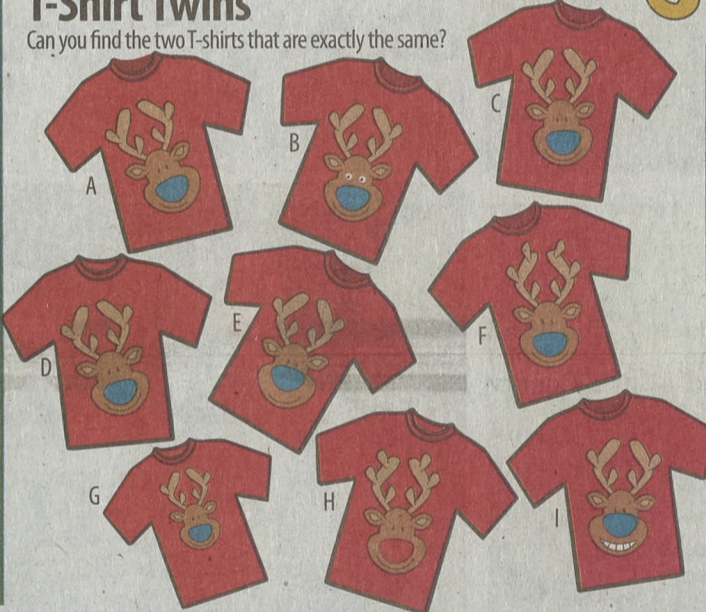 T-Shirt Twins
Can you find the two T-shirts that are exactly the same?
C
B
A
E
F
D
G
H
I